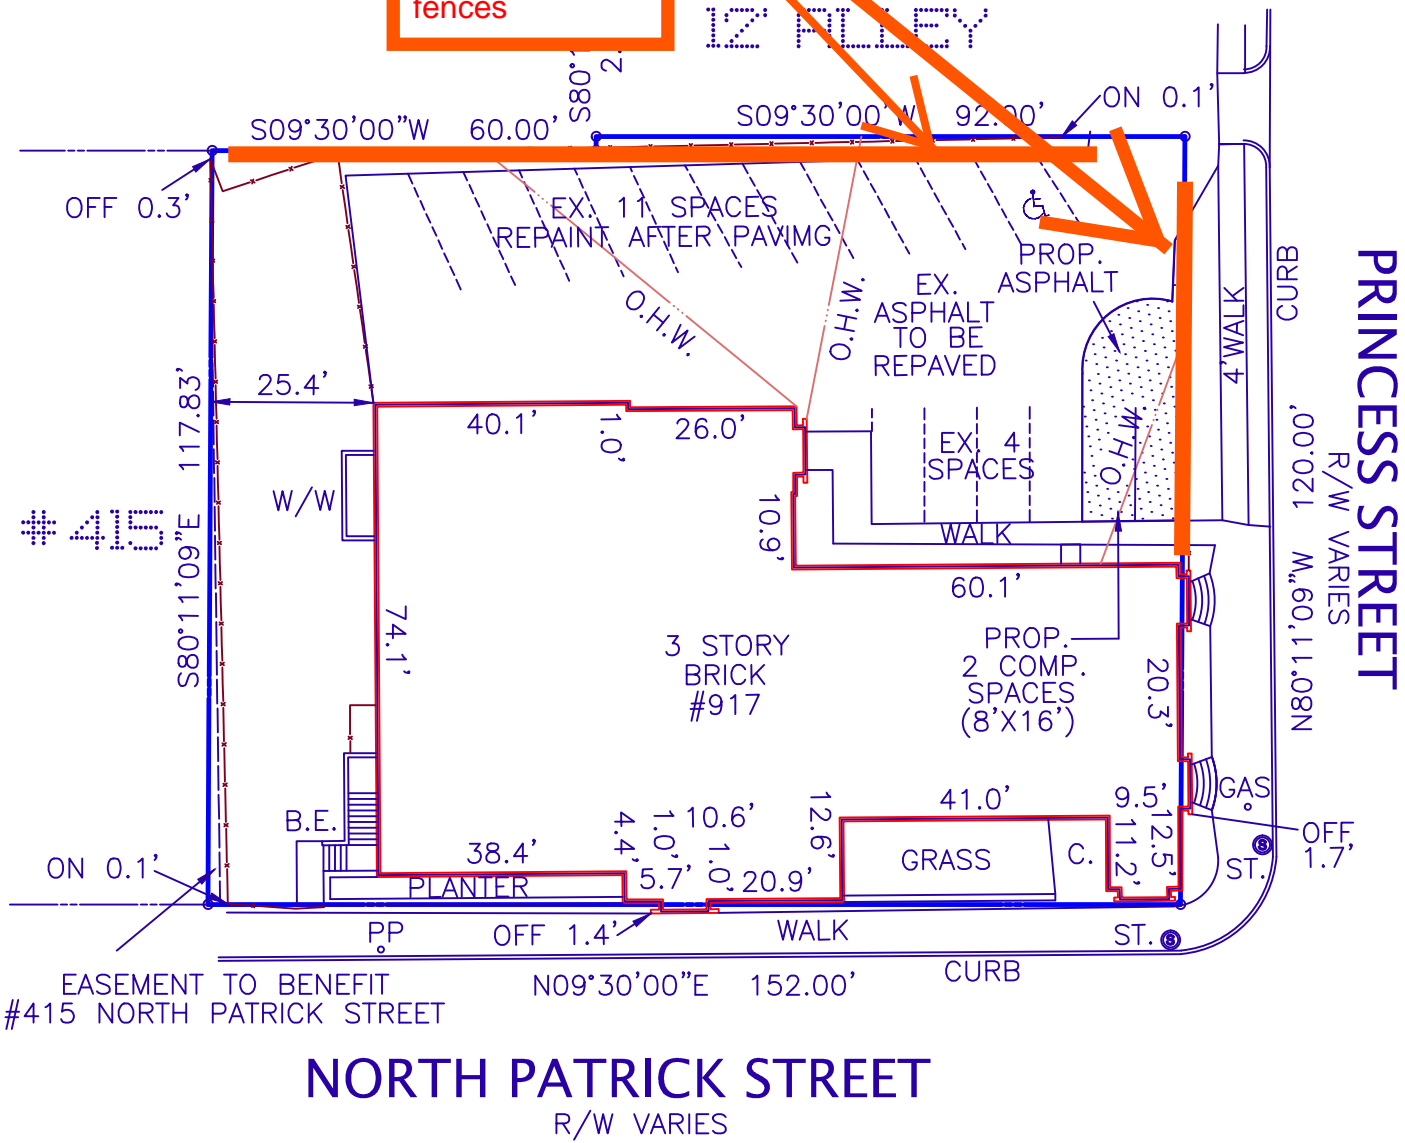 fences
12' ALLEY
S80°1
2.
S09°30'00"W 60.00'
S09°30'00"W 92.00'
ON 0.1'
OFF 0.3'
EX. 11 SPACES
REPAINT AFTER PAVIMG
PROP.
ASPHALT
EX.
ASPHALT
TO BE
REPAVED
O.H.W.
O.H.W.
O.H.W.
4'WALK
CURB
PRINCESS STREET
R/W VARIES
N80°11'09"W 120.00'
S80°11'09"E 117.83'
25.4'
40.1'
1.0'
26.0'
EX. 4
SPACES
W/W
#415
10.9'
WALK
60.1'
74.1'
3 STORY
BRICK
#917
PROP.
2 COMP.
SPACES
(8'X16')
20.3'
B.E.
38.4'
4.4'
1.0'
10.6'
5.7'
1.0'
20.9'
12.6'
41.0'
9.5'
11.2'
12.5'
GAS
OFF
1.7'
GRASS
C.
ST.
ON 0.1'
PLANTER
PP
OFF 1.4'
WALK
ST.
S
S
EASEMENT TO BENEFIT
#415 NORTH PATRICK STREET
N09°30'00"E 152.00'
CURB
NORTH PATRICK STREET
R/W VARIES